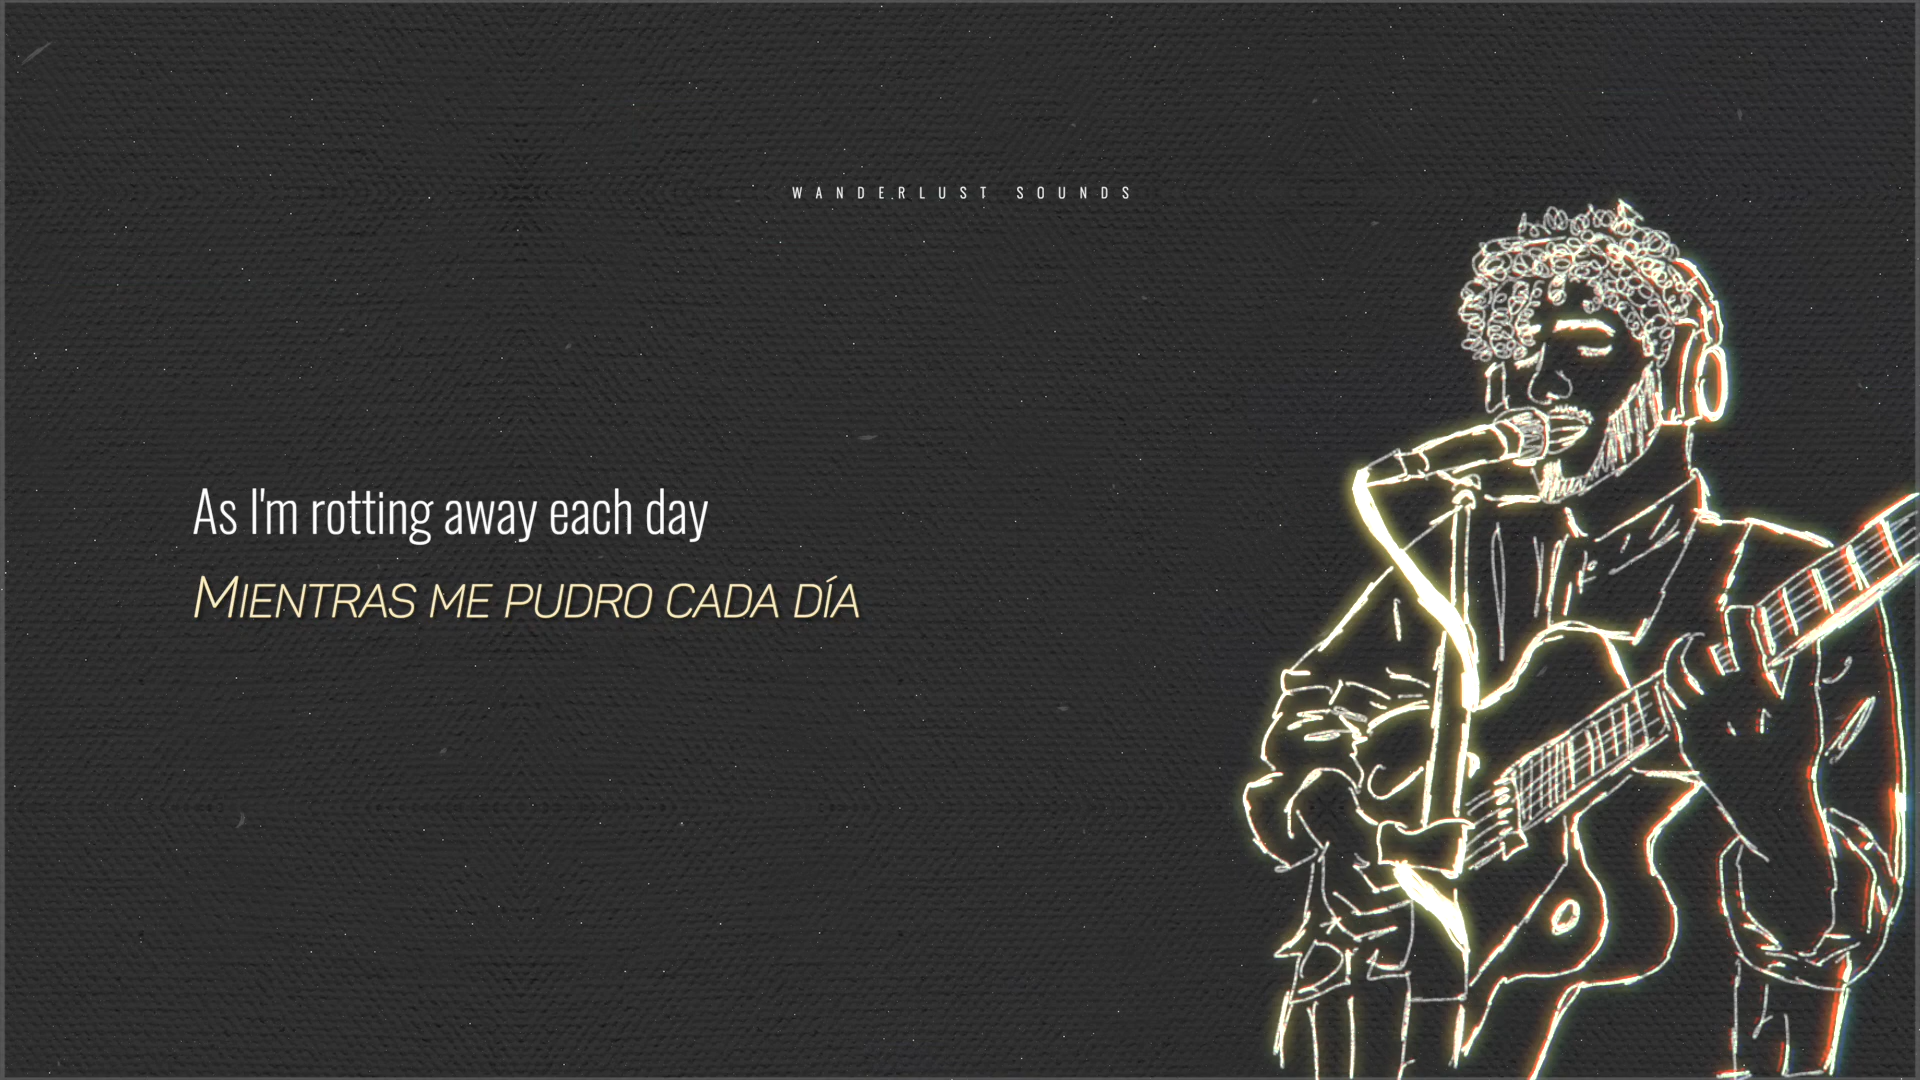 WANDERLUST SOUNDS
As I'm rotting away each day
MIENTRAS ME PUDRO CADA DÍA